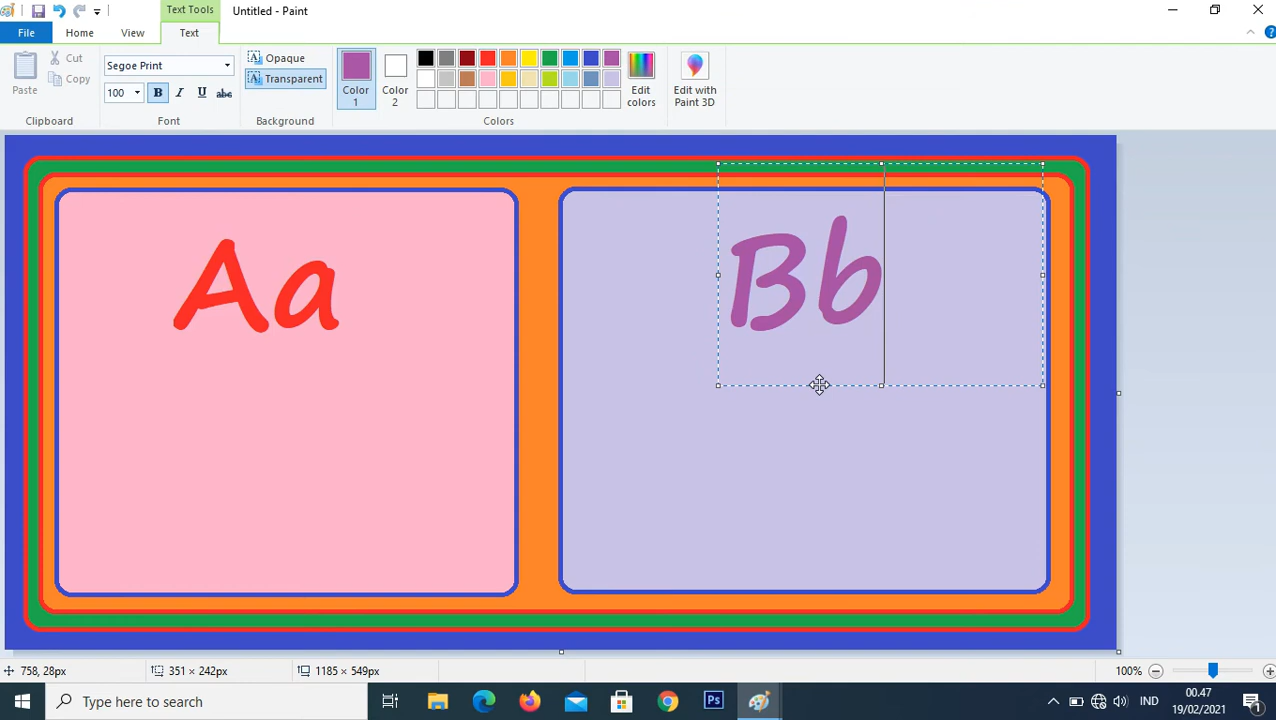 Text Tools
Untitled - Paint
File Home View Text
Paste
Cut
Copy
Clipboard
Segoe Print
100 B I U abc
Font
Opaque
Transparent
Background
Color 1
Color 2
Edit colors
Colors
Edit with Paint 3D
Aa
Bb
758, 28px
351 × 242px
1185 × 549px
100%
Type here to search
Ps
IND
00.47
19/02/2021
1